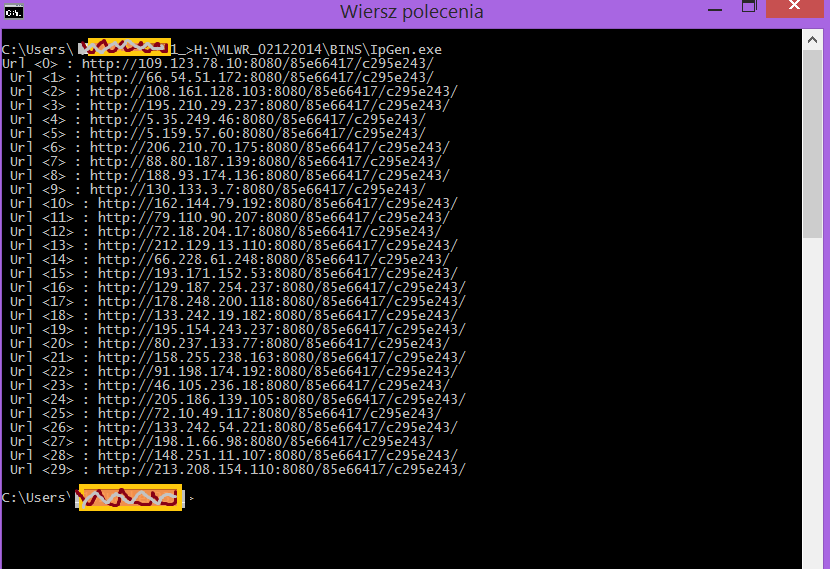 Wiersz polecenia
C:\Users\ 1_>H:\MLWR_02122014\BINS\IpGen.exe
Url <0> : http://109.123.78.10:8080/85e66417/c295e243/
Url <1> : http://66.54.51.172:8080/85e66417/c295e243/
Url <2> : http://108.161.128.103:8080/85e66417/c295e243/
Url <3> : http://195.210.29.237:8080/85e66417/c295e243/
Url <4> : http://5.35.249.46:8080/85e66417/c295e243/
Url <5> : http://5.159.57.60:8080/85e66417/c295e243/
Url <6> : http://206.210.70.175:8080/85e66417/c295e243/
Url <7> : http://88.80.187.139:8080/85e66417/c295e243/
Url <8> : http://188.93.174.136:8080/85e66417/c295e243/
Url <9> : http://130.133.3.7:8080/85e66417/c295e243/
Url <10> : http://162.144.79.192:8080/85e66417/c295e243/
Url <11> : http://79.110.90.207:8080/85e66417/c295e243/
Url <12> : http://72.18.204.17:8080/85e66417/c295e243/
Url <13> : http://212.129.13.110:8080/85e66417/c295e243/
Url <14> : http://66.228.61.248:8080/85e66417/c295e243/
Url <15> : http://193.171.152.53:8080/85e66417/c295e243/
Url <16> : http://129.187.254.237:8080/85e66417/c295e243/
Url <17> : http://178.248.200.118:8080/85e66417/c295e243/
Url <18> : http://133.242.19.182:8080/85e66417/c295e243/
Url <19> : http://195.154.243.237:8080/85e66417/c295e243/
Url <20> : http://80.237.133.77:8080/85e66417/c295e243/
Url <21> : http://158.255.238.163:8080/85e66417/c295e243/
Url <22> : http://91.198.174.192:8080/85e66417/c295e243/
Url <23> : http://46.105.236.18:8080/85e66417/c295e243/
Url <24> : http://205.186.139.105:8080/85e66417/c295e243/
Url <25> : http://72.10.49.117:8080/85e66417/c295e243/
Url <26> : http://133.242.54.221:8080/85e66417/c295e243/
Url <27> : http://198.1.66.98:8080/85e66417/c295e243/
Url <28> : http://148.251.11.107:8080/85e66417/c295e243/
Url <29> : http://213.208.154.110:8080/85e66417/c295e243/
C:\Users\ >